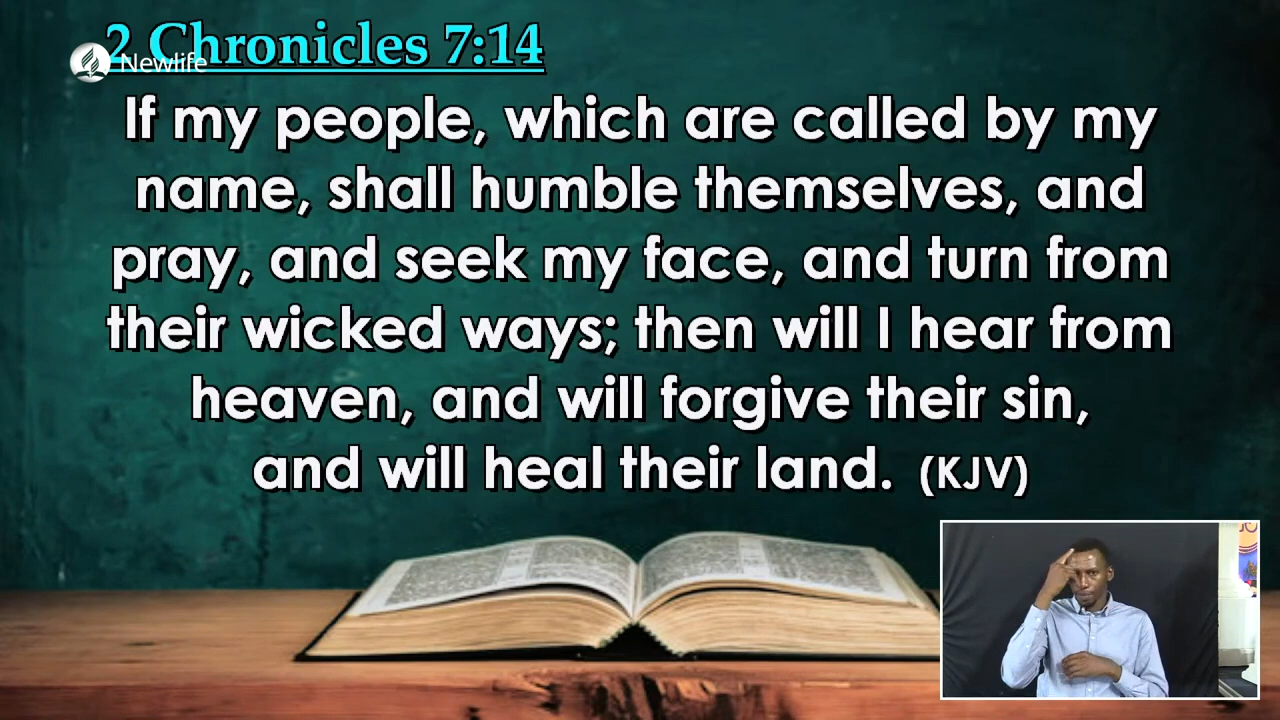 2 Chronicles 7:14
Newlife
If my people, which are called by my
name, shall humble themselves, and
pray, and seek my face, and turn from
their wicked ways; then will I hear from
heaven, and will forgive their sin,
and will heal their land. (KJV)